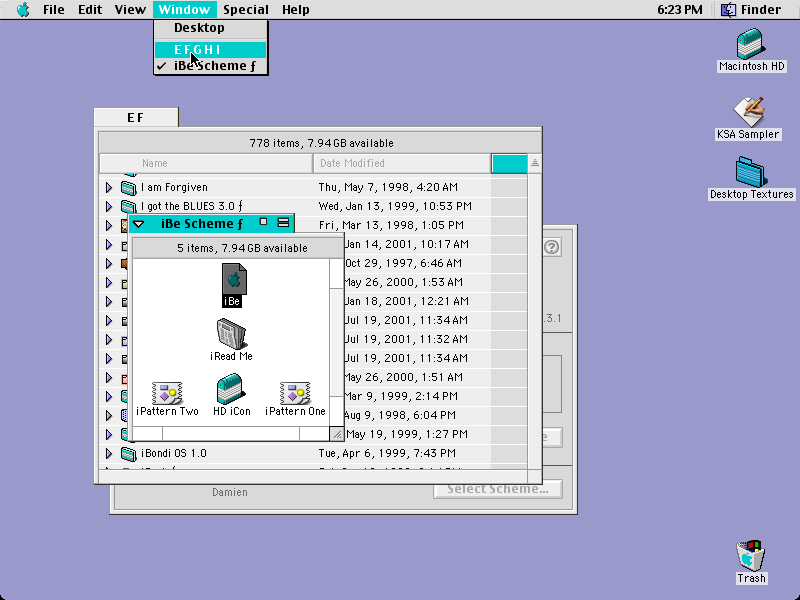 File Edit View Window Special Help 6:23 PM Finder
Desktop
E F G H I
✓ iBe Scheme ƒ
Macintosh HD
KSA Sampler
Desktop Textures
E F
778 items, 7.94 GB available
Name Date Modified
I am Forgiven Thu, May 7, 1998, 4:20 AM
I got the BLUES 3.0 ƒ Wed, Jan 13, 1999, 10:53 PM
iBe Scheme ƒ Fri, Mar 13, 1998, 1:05 PM
5 items, 7.94 GB available Jan 14, 2001, 10:17 AM
Oct 29, 1997, 6:46 AM
May 26, 2000, 1:53 AM
iBe Jan 18, 2001, 12:21 AM
.3.1
Jul 19, 2001, 11:34 AM
Jul 19, 2001, 11:32 AM
iRead Me Jul 19, 2001, 11:34 AM
May 26, 2000, 1:51 AM
Mar 9, 1999, 2:14 PM
iPattern Two HD iCon iPattern One Aug 9, 1998, 6:04 PM
May 19, 1999, 1:27 PM
iBondi OS 1.0 Tue, Apr 6, 1999, 7:43 PM
Damien Select Scheme...
Trash